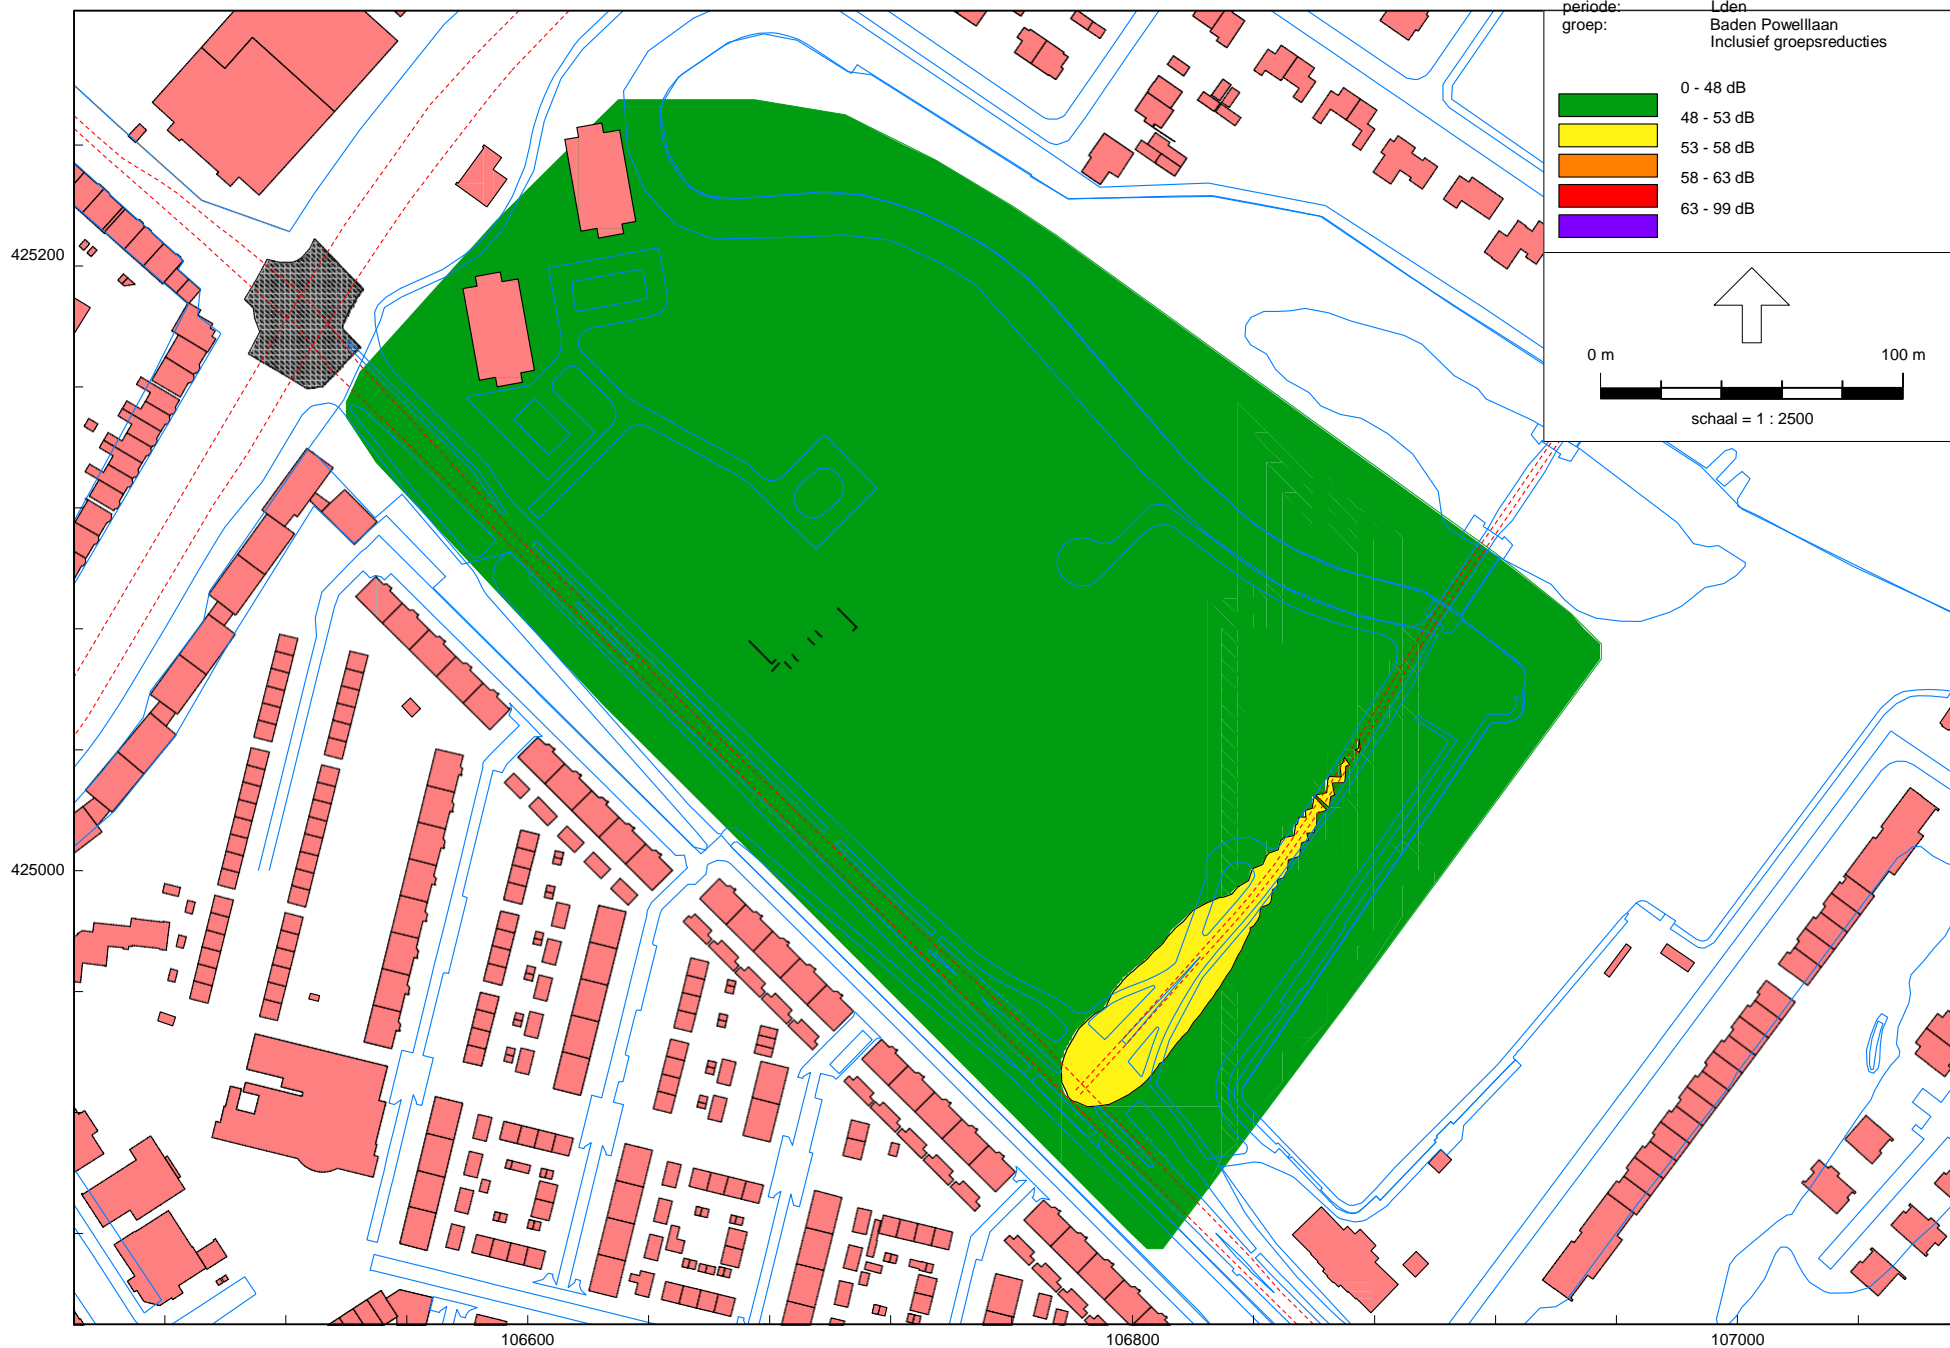 periode: Lden
groep: Baden Powelllaan
Inclusief groepsreducties
0 - 48 dB
48 - 53 dB
53 - 58 dB
58 - 63 dB
63 - 99 dB
0 m 100 m
schaal = 1 : 2500
425200
425000
106600 106800 107000